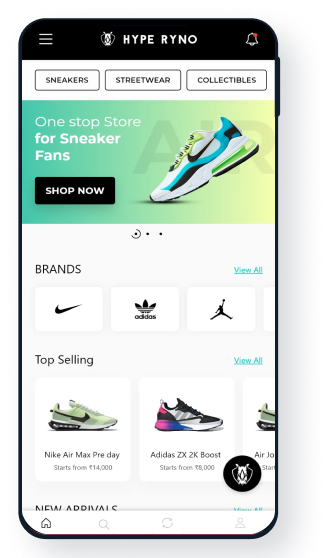 HYPE RYNO
SNEAKERS
STREETWEAR
COLLECTIBLES
AIR
One stop Store
for Sneaker
Fans
SHOP NOW
BRANDS
View All
adidas
Top Selling
View All
Nike Air Max Pre day
Starts from ₹14,000
Adidas ZX 2K Boost
Starts from ₹8,000
Air Jo
Star
NEW ARRIVALS
View All